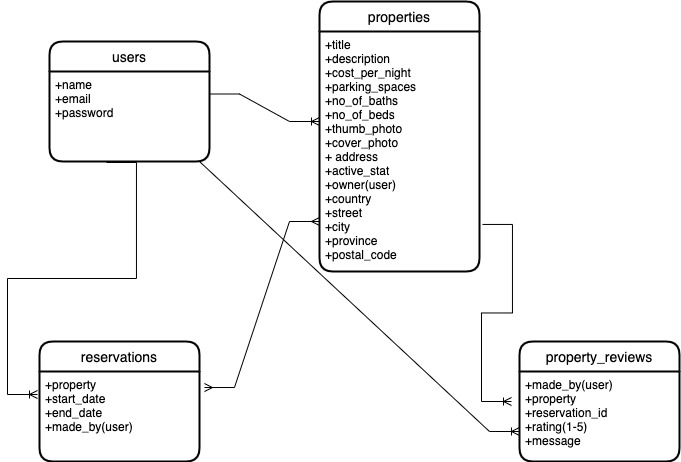 users
+name
+email
+password
properties
+title
+description
+cost_per_night
+parking_spaces
+no_of_baths
+no_of_beds
+thumb_photo
+cover_photo
+ address
+active_stat
+owner(user)
+country
+street
+city
+province
+postal_code
reservations
+property
+start_date
+end_date
+made_by(user)
property_reviews
+made_by(user)
+property
+reservation_id
+rating(1-5)
+message